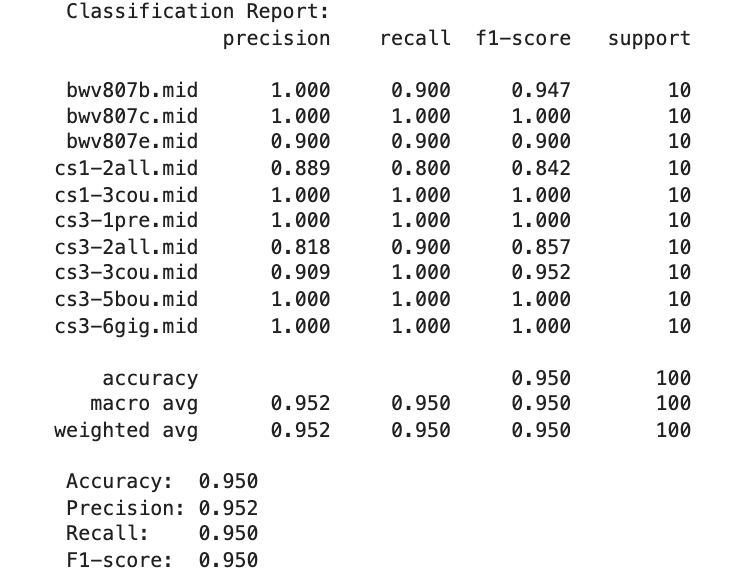 Classification Report:
precision recall f1-score support
bwv807b.mid 1.000 0.900 0.947 10
bwv807c.mid 1.000 1.000 1.000 10
bwv807e.mid 0.900 0.900 0.900 10
cs1-2all.mid 0.889 0.800 0.842 10
cs1-3cou.mid 1.000 1.000 1.000 10
cs3-1pre.mid 1.000 1.000 1.000 10
cs3-2all.mid 0.818 0.900 0.857 10
cs3-3cou.mid 0.909 1.000 0.952 10
cs3-5bou.mid 1.000 1.000 1.000 10
cs3-6gig.mid 1.000 1.000 1.000 10
accuracy 0.950 100
macro avg 0.952 0.950 0.950 100
weighted avg 0.952 0.950 0.950 100
Accuracy: 0.950
Precision: 0.952
Recall: 0.950
F1-score: 0.950